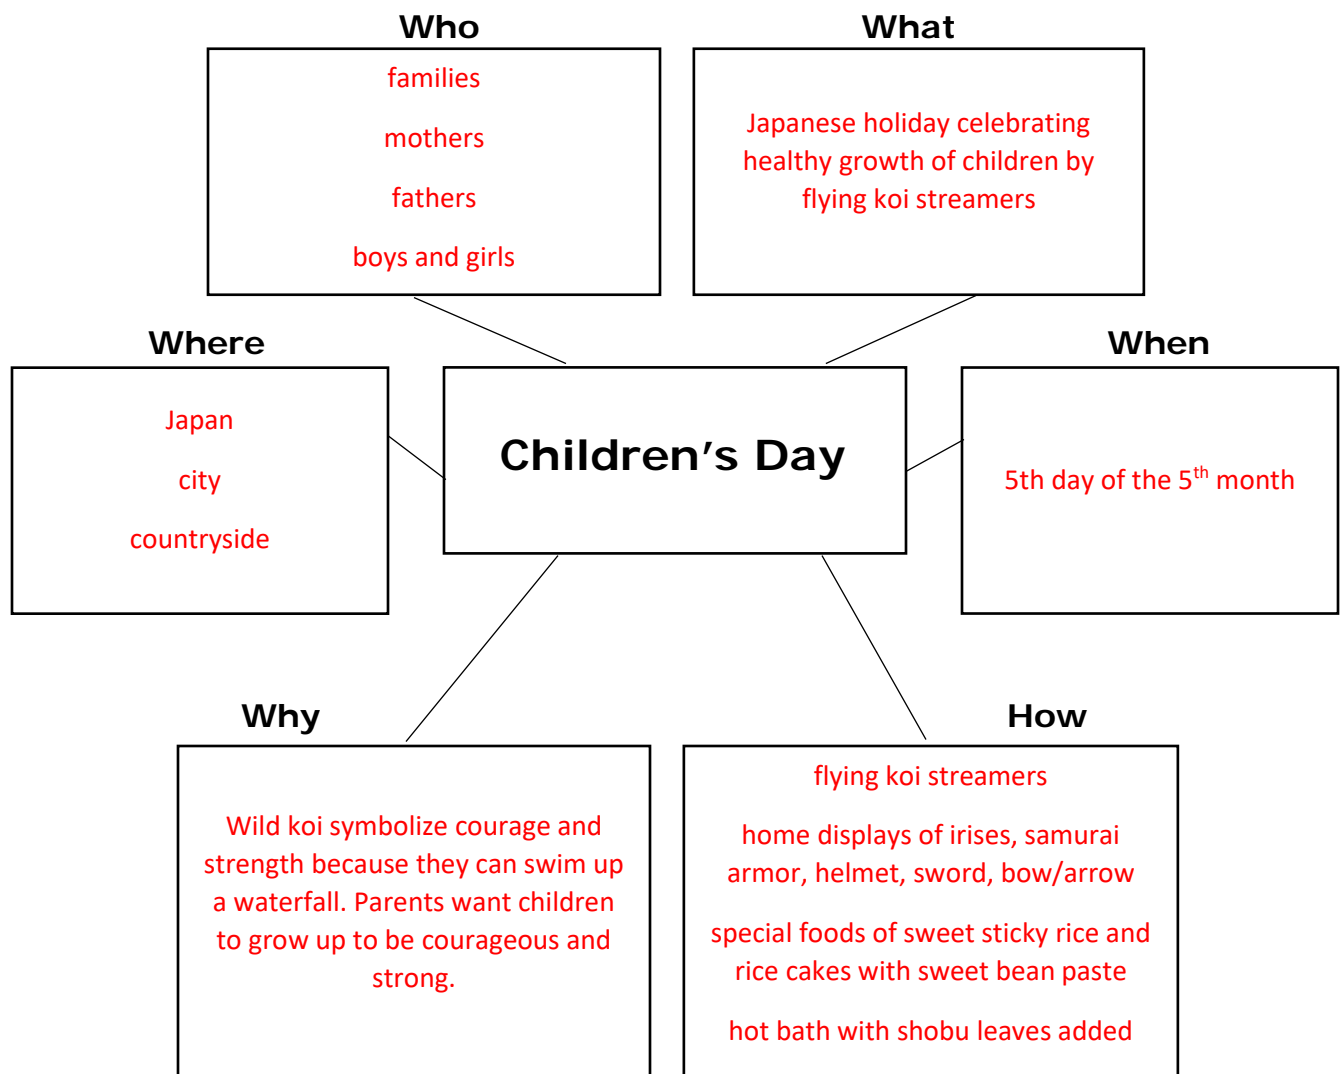 Who
families
mothers
fathers
boys and girls
What
Japanese holiday celebrating
healthy growth of children by
flying koi streamers
Where
Japan
city
countryside
Children's Day
When
5th day of the 5th month
Why
Wild koi symbolize courage and
strength because they can swim up
a waterfall. Parents want children
to grow up to be courageous and
strong.
How
flying koi streamers
home displays of irises, samurai
armor, helmet, sword, bow/arrow
special foods of sweet sticky rice and
rice cakes with sweet bean paste
hot bath with shobu leaves added